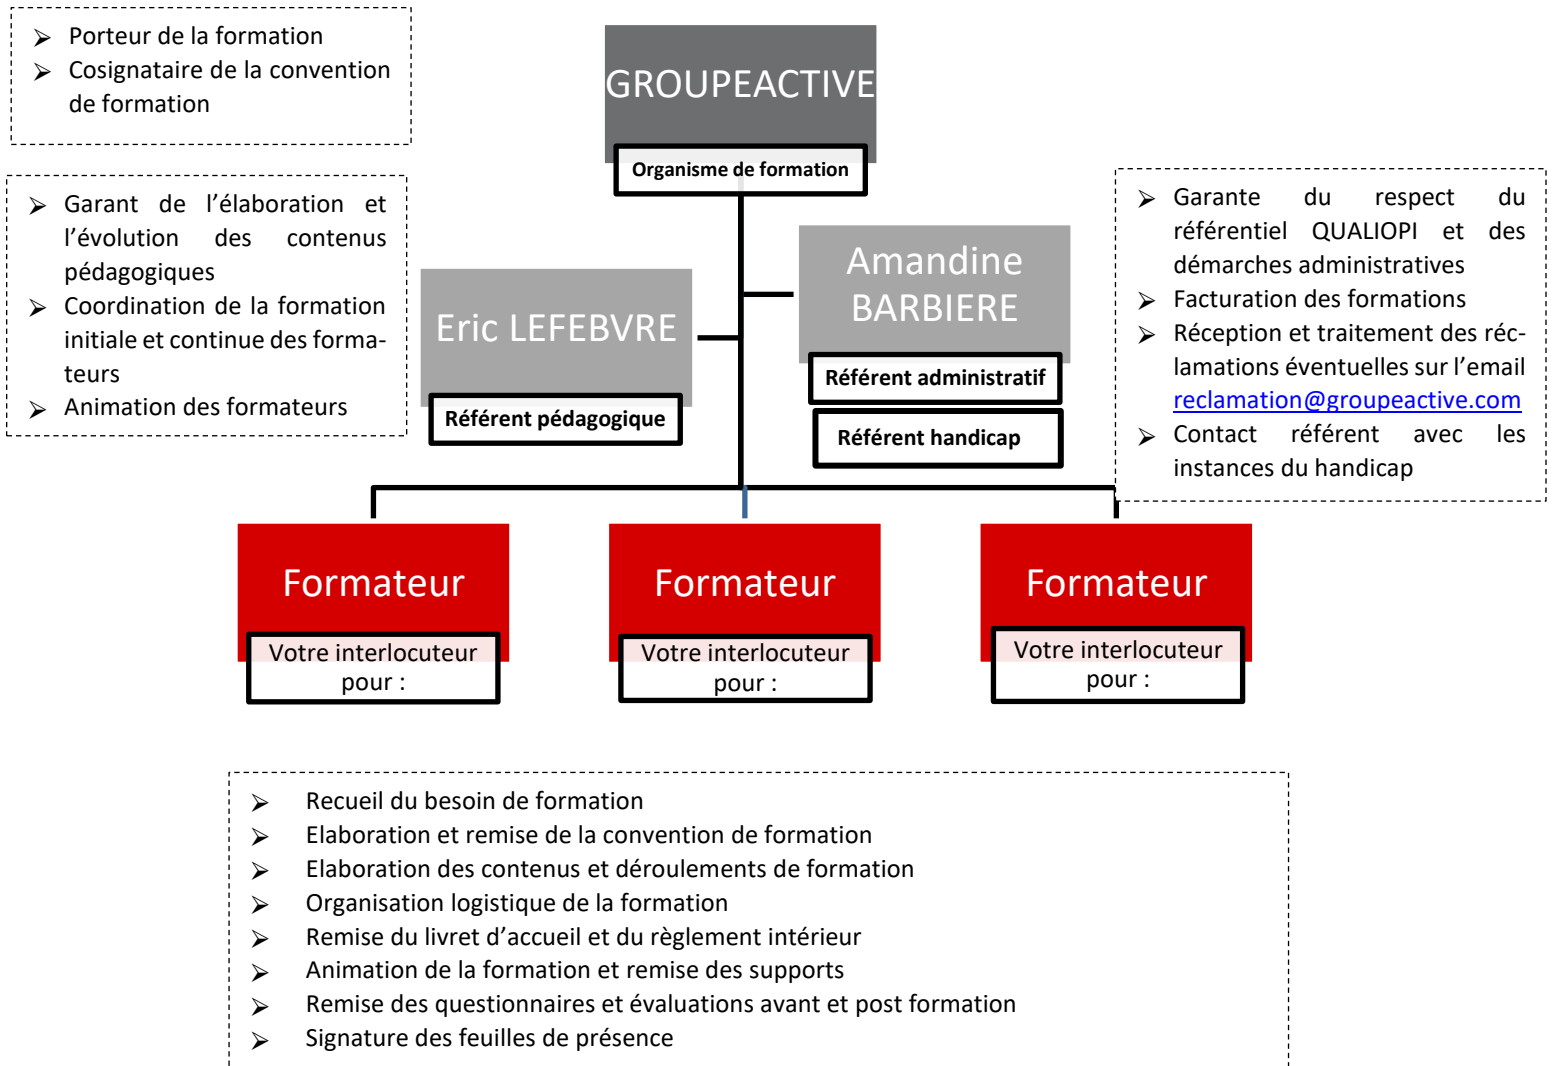 Porteur de la formation
Cosignataire de la convention
de formation
GROUPEACTIVE
Organisme de formation
Garant de l’élaboration et
l’évolution des contenus
pédagogiques
Coordination de la formation
initiale et continue des forma-
teurs
Animation des formateurs
Eric LEFEBVRE
Référent pédagogique
Amandine
BARBIERE
Référent administratif
Référent handicap
Garante du respect du
référentiel QUALIOPI et des
démarches administratives
Facturation des formations
Réception et traitement des réc-
lamations éventuelles sur l’email
reclamation@groupeactive.com
Contact référent avec les
instances du handicap
Formateur
Votre interlocuteur
pour :
Formateur
Votre interlocuteur
pour :
Formateur
Votre interlocuteur
pour :
Recueil du besoin de formation
Elaboration et remise de la convention de formation
Elaboration des contenus et déroulements de formation
Organisation logistique de la formation
Remise du livret d’accueil et du règlement intérieur
Animation de la formation et remise des supports
Remise des questionnaires et évaluations avant et post formation
Signature des feuilles de présence